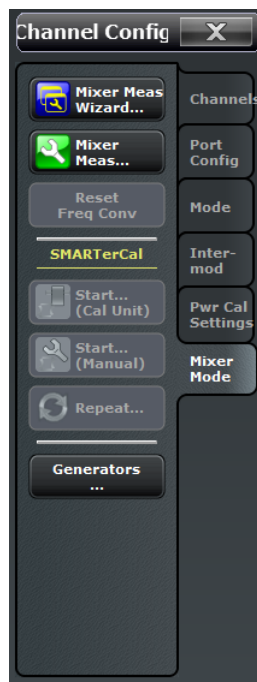 Channel Config
X
Mixer Meas
Wizard...
Mixer
Meas...
Reset
Freq Conv
SMARTerCal
Start...
(Cal Unit)
Start...
(Manual)
Repeat...
Generators
...
Channels
Port
Config
Mode
Inter-
mod
Pwr Cal
Settings
Mixer
Mode